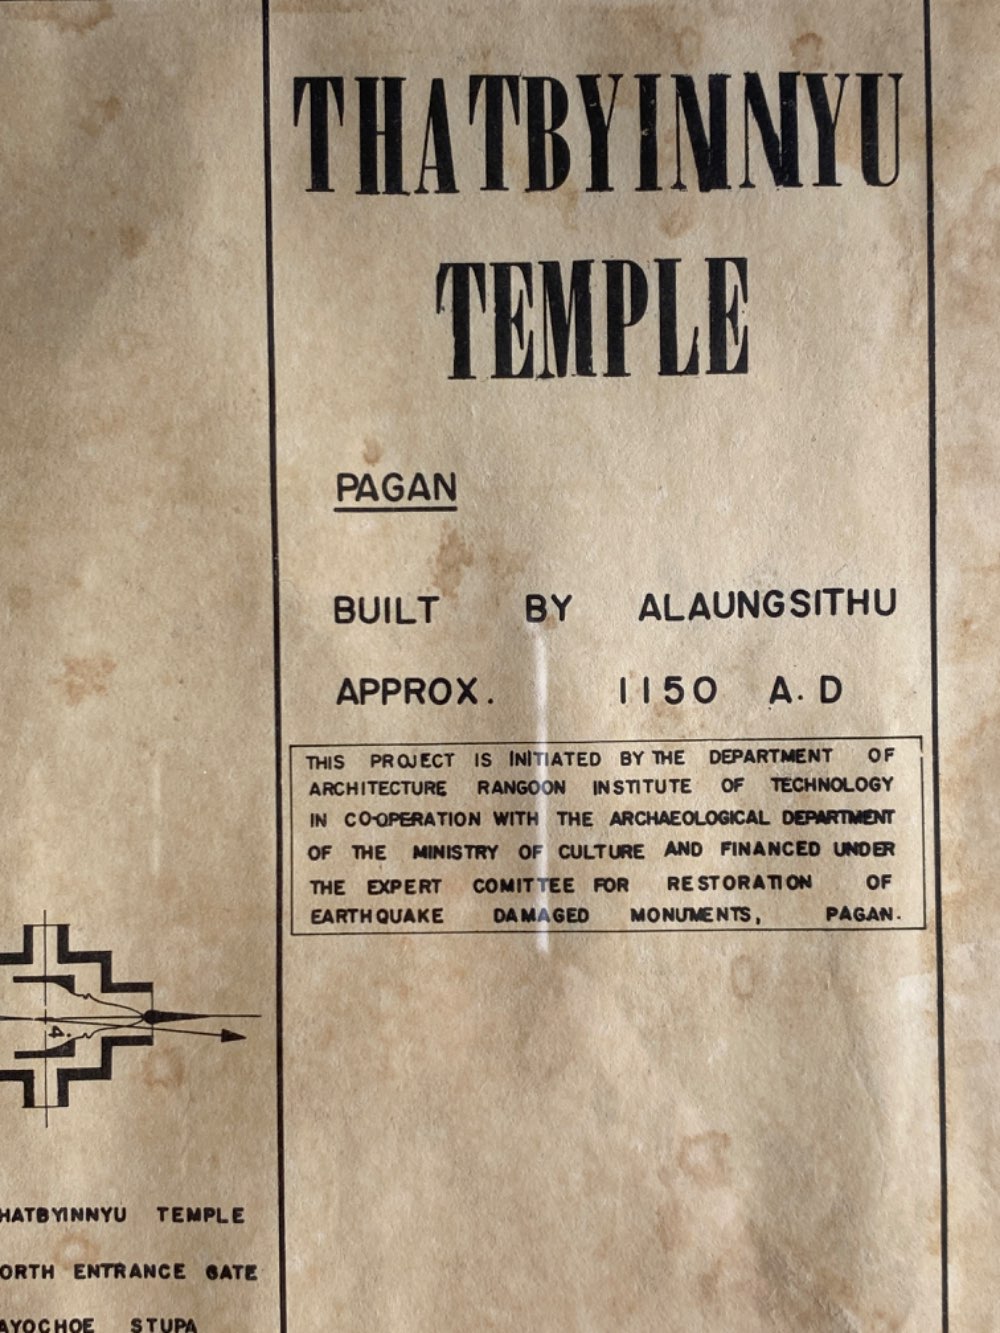 THATBYINNYU
TEMPLE
PAGAN
BUILT BY ALAUNGSITHU
APPROX. 1150 A.D
THIS PROJECT IS INITIATED BY THE DEPARTMENT OF
ARCHITECTURE RANGOON INSTITUTE OF TECHNOLOGY
IN CO-OPERATION WITH THE ARCHAEOLOGICAL DEPARTMENT
OF THE MINISTRY OF CULTURE AND FINANCED UNDER
THE EXPERT COMITTEE FOR RESTORATION OF
EARTHQUAKE DAMAGED MONUMENTS, PAGAN.
4.
HATBYINNYU TEMPLE
ORTH ENTRANCE GATE
AYOCHOE STUPA